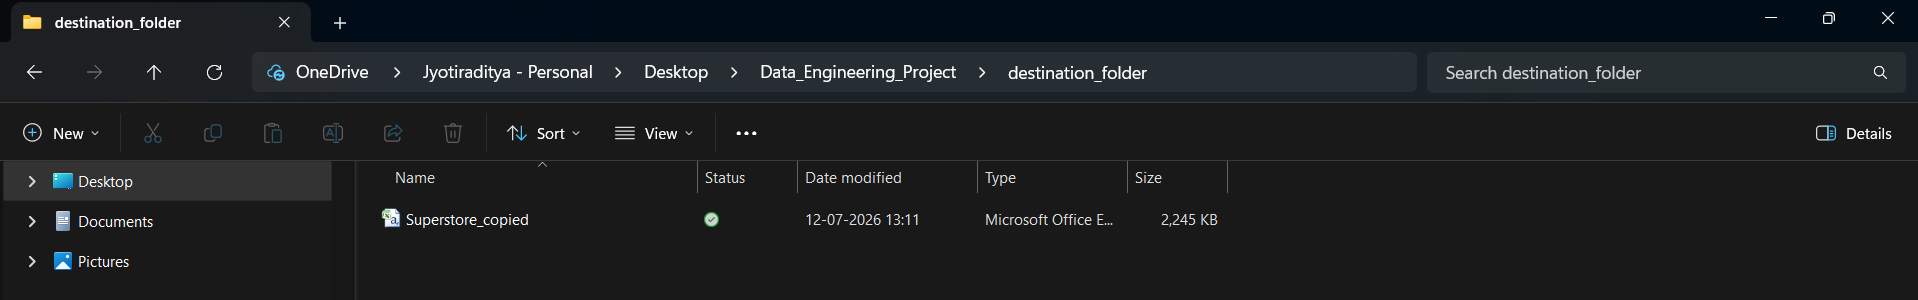 destination_folder
OneDrive > Jyotiraditya - Personal > Desktop > Data_Engineering_Project > destination_folder
Search destination_folder
New
Sort
View
Details
Name Status Date modified Type Size
Superstore_copied 12-07-2026 13:11 Microsoft Office E... 2,245 KB
Desktop
Documents
Pictures